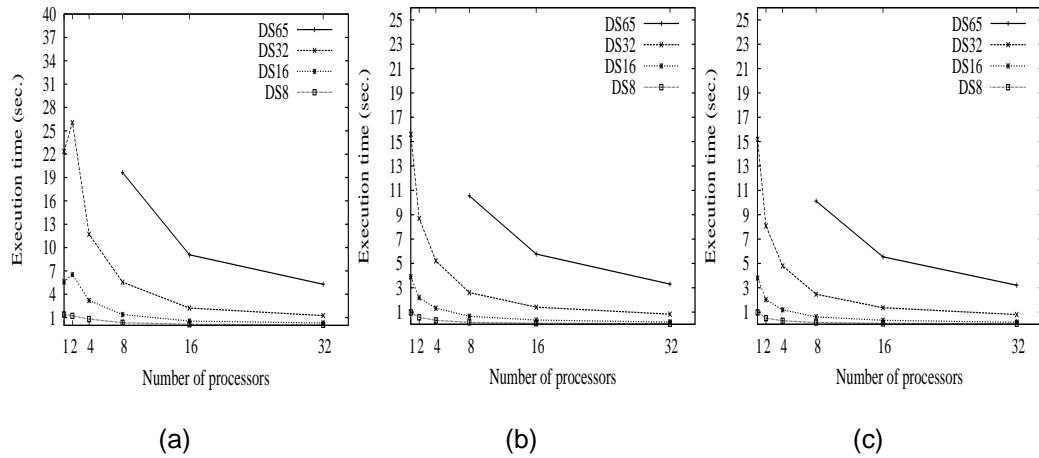 40
37
34
31
28
25
22
19
16
13
10
7
4
1
Execution time (sec.)
DS65
DS32
DS16
DS8
1 2 4 8 16 32
Number of processors
(a)
25
23
21
19
17
15
13
11
9
7
5
3
1
Execution time (sec.)
DS65
DS32
DS16
DS8
1 2 4 8 16 32
Number of processors
(b)
25
23
21
19
17
15
13
11
9
7
5
3
1
Execution time (sec.)
DS65
DS32
DS16
DS8
1 2 4 8 16 32
Number of processors
(c)